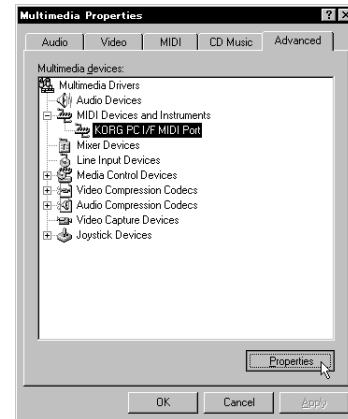 Multimedia Properties
Audio Video MIDI CD Music Advanced
Multimedia devices:
Multimedia Drivers
Audio Devices
MIDI Devices and Instruments
KORG PC I/F MIDI Port
Mixer Devices
Line Input Devices
Media Control Devices
Video Compression Codecs
Audio Compression Codecs
Video Capture Devices
Joystick Devices
Properties
OK Cancel Apply